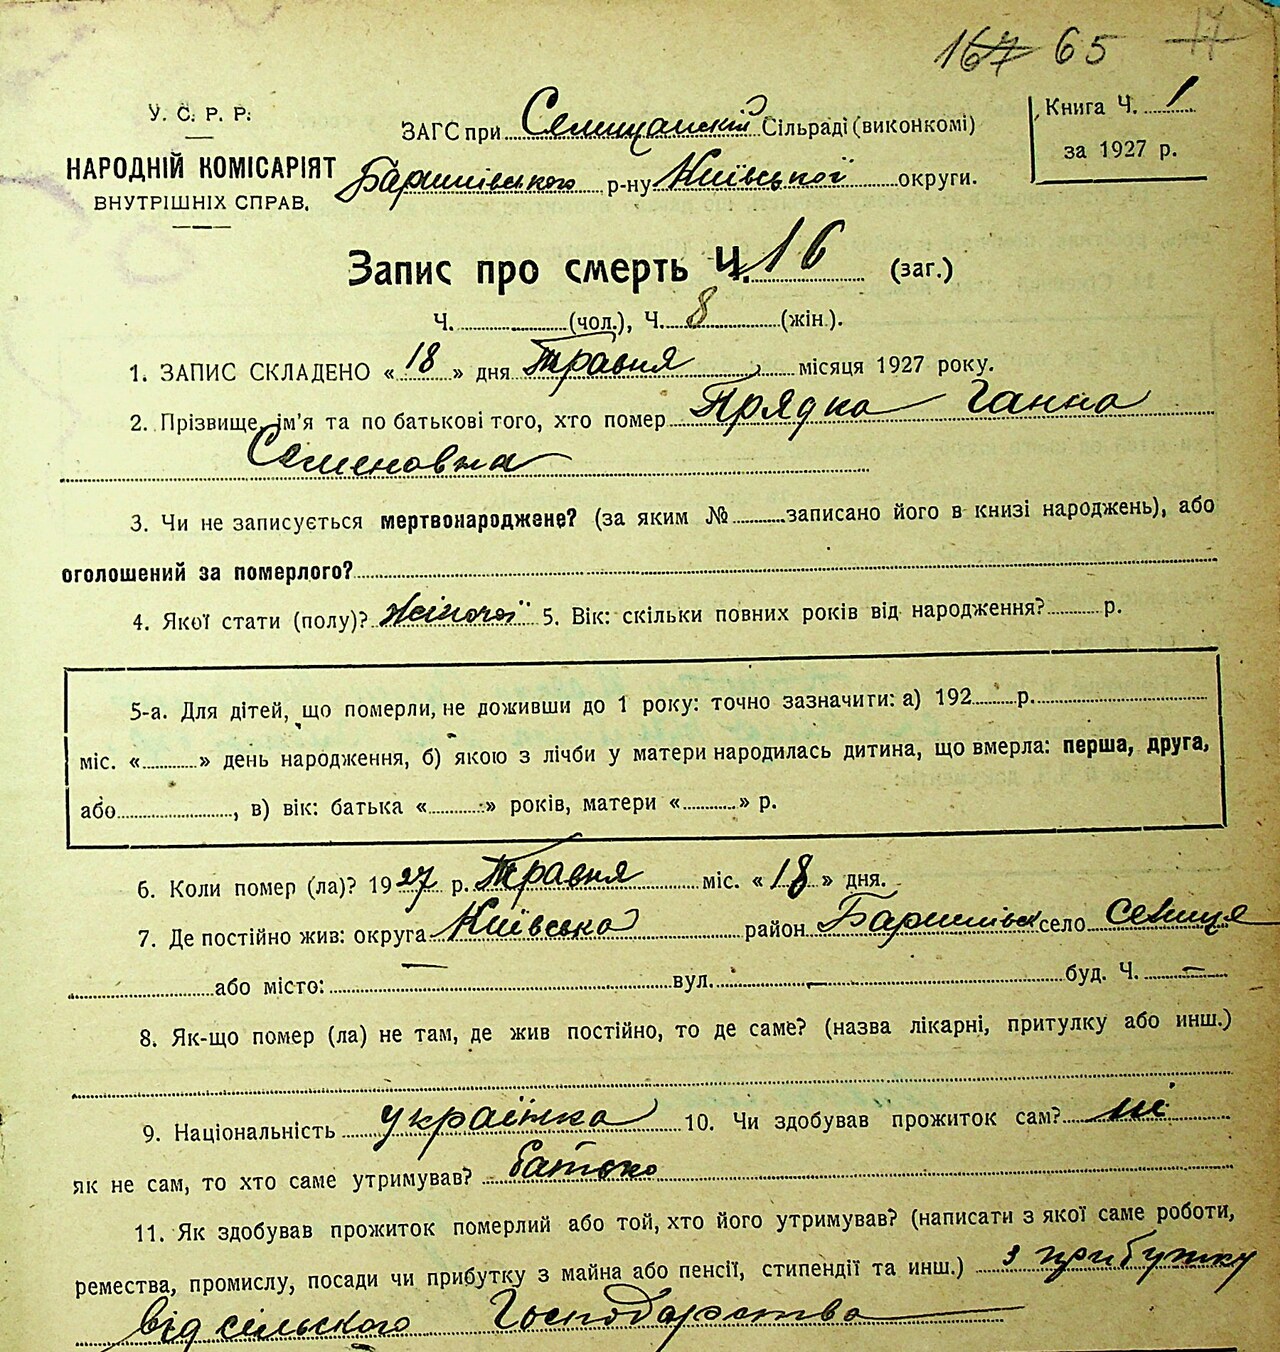 167 65 17
У. С. Р. Р.
НАРОДНІЙ КОМІСАРІЯТ
ВНУТРІШНІХ СПРАВ.
ЗАГС при Селищанскій Сільраді (виконкомі)
Баришівського р-ну Київської округи.
Книга Ч. 1
за 1927 р.
Запис про смерть Ч. 16 (заг.)
Ч. (чол.), Ч. 8 (жін.).
1. ЗАПИС СКЛАДЕНО «18» дня Травня місяця 1927 року.
2. Прізвище, ім'я та по батькові того, хто помер Прядка Ганна
Семеновна
3. Чи не записується мертвонароджене? (за яким № записано його в книзі народжень), або
оголошений за померлого?
4. Якої стати (полу)? жіночої 5. Вік: скільки повних років від народження? р.
5-а. Для дітей, що померли, не доживши до 1 року: точно зазначити: а) 192 р.
міс. « » день народження, б) якою з лічби у матери народилась дитина, що вмерла: перша, друга,
або , в) вік: батька « » років, матери « » р.
6. Коли помер (ла)? 1927 р. Травня міс. «18» дня.
7. Де постійно жив: округа Київська район Баришівськ село Селище
або місто: — вул. — буд. Ч. —
8. Як-що помер (ла) не там, де жив постійно, то де саме? (назва лікарні, притулку або инш.)
9. Національність українка 10. Чи здобував прожиток сам? ні
як не сам, то хто саме утримував? батько
11. Як здобував прожиток померлий або той, хто його утримував? (написати з якої саме роботи,
ремества, промислу, посади чи прибутку з майна або пенсії, стипендії та инш.) з прибутку
від сільского Господарства